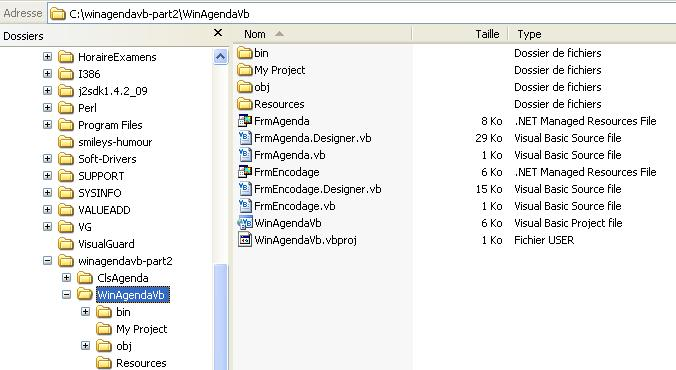 Adresse C:\winagendavb-part2\WinAgendaVb
Dossiers
HoraireExamens
I386
j2sdk1.4.2_09
Perl
Program Files
smileys-humour
Soft-Drivers
SUPPORT
SYSINFO
VALUEADD
VG
VisualGuard
winagendavb-part2
ClsAgenda
WinAgendaVb
bin
My Project
obj
Resources
Nom Taille Type
bin Dossier de fichiers
My Project Dossier de fichiers
obj Dossier de fichiers
Resources Dossier de fichiers
FrmAgenda 8 Ko .NET Managed Resources File
FrmAgenda.Designer.vb 29 Ko Visual Basic Source file
FrmAgenda.vb 1 Ko Visual Basic Source file
FrmEncodage 6 Ko .NET Managed Resources File
FrmEncodage.Designer.vb 15 Ko Visual Basic Source file
FrmEncodage.vb 1 Ko Visual Basic Source file
WinAgendaVb 6 Ko Visual Basic Project file
WinAgendaVb.vbproj 1 Ko Fichier USER